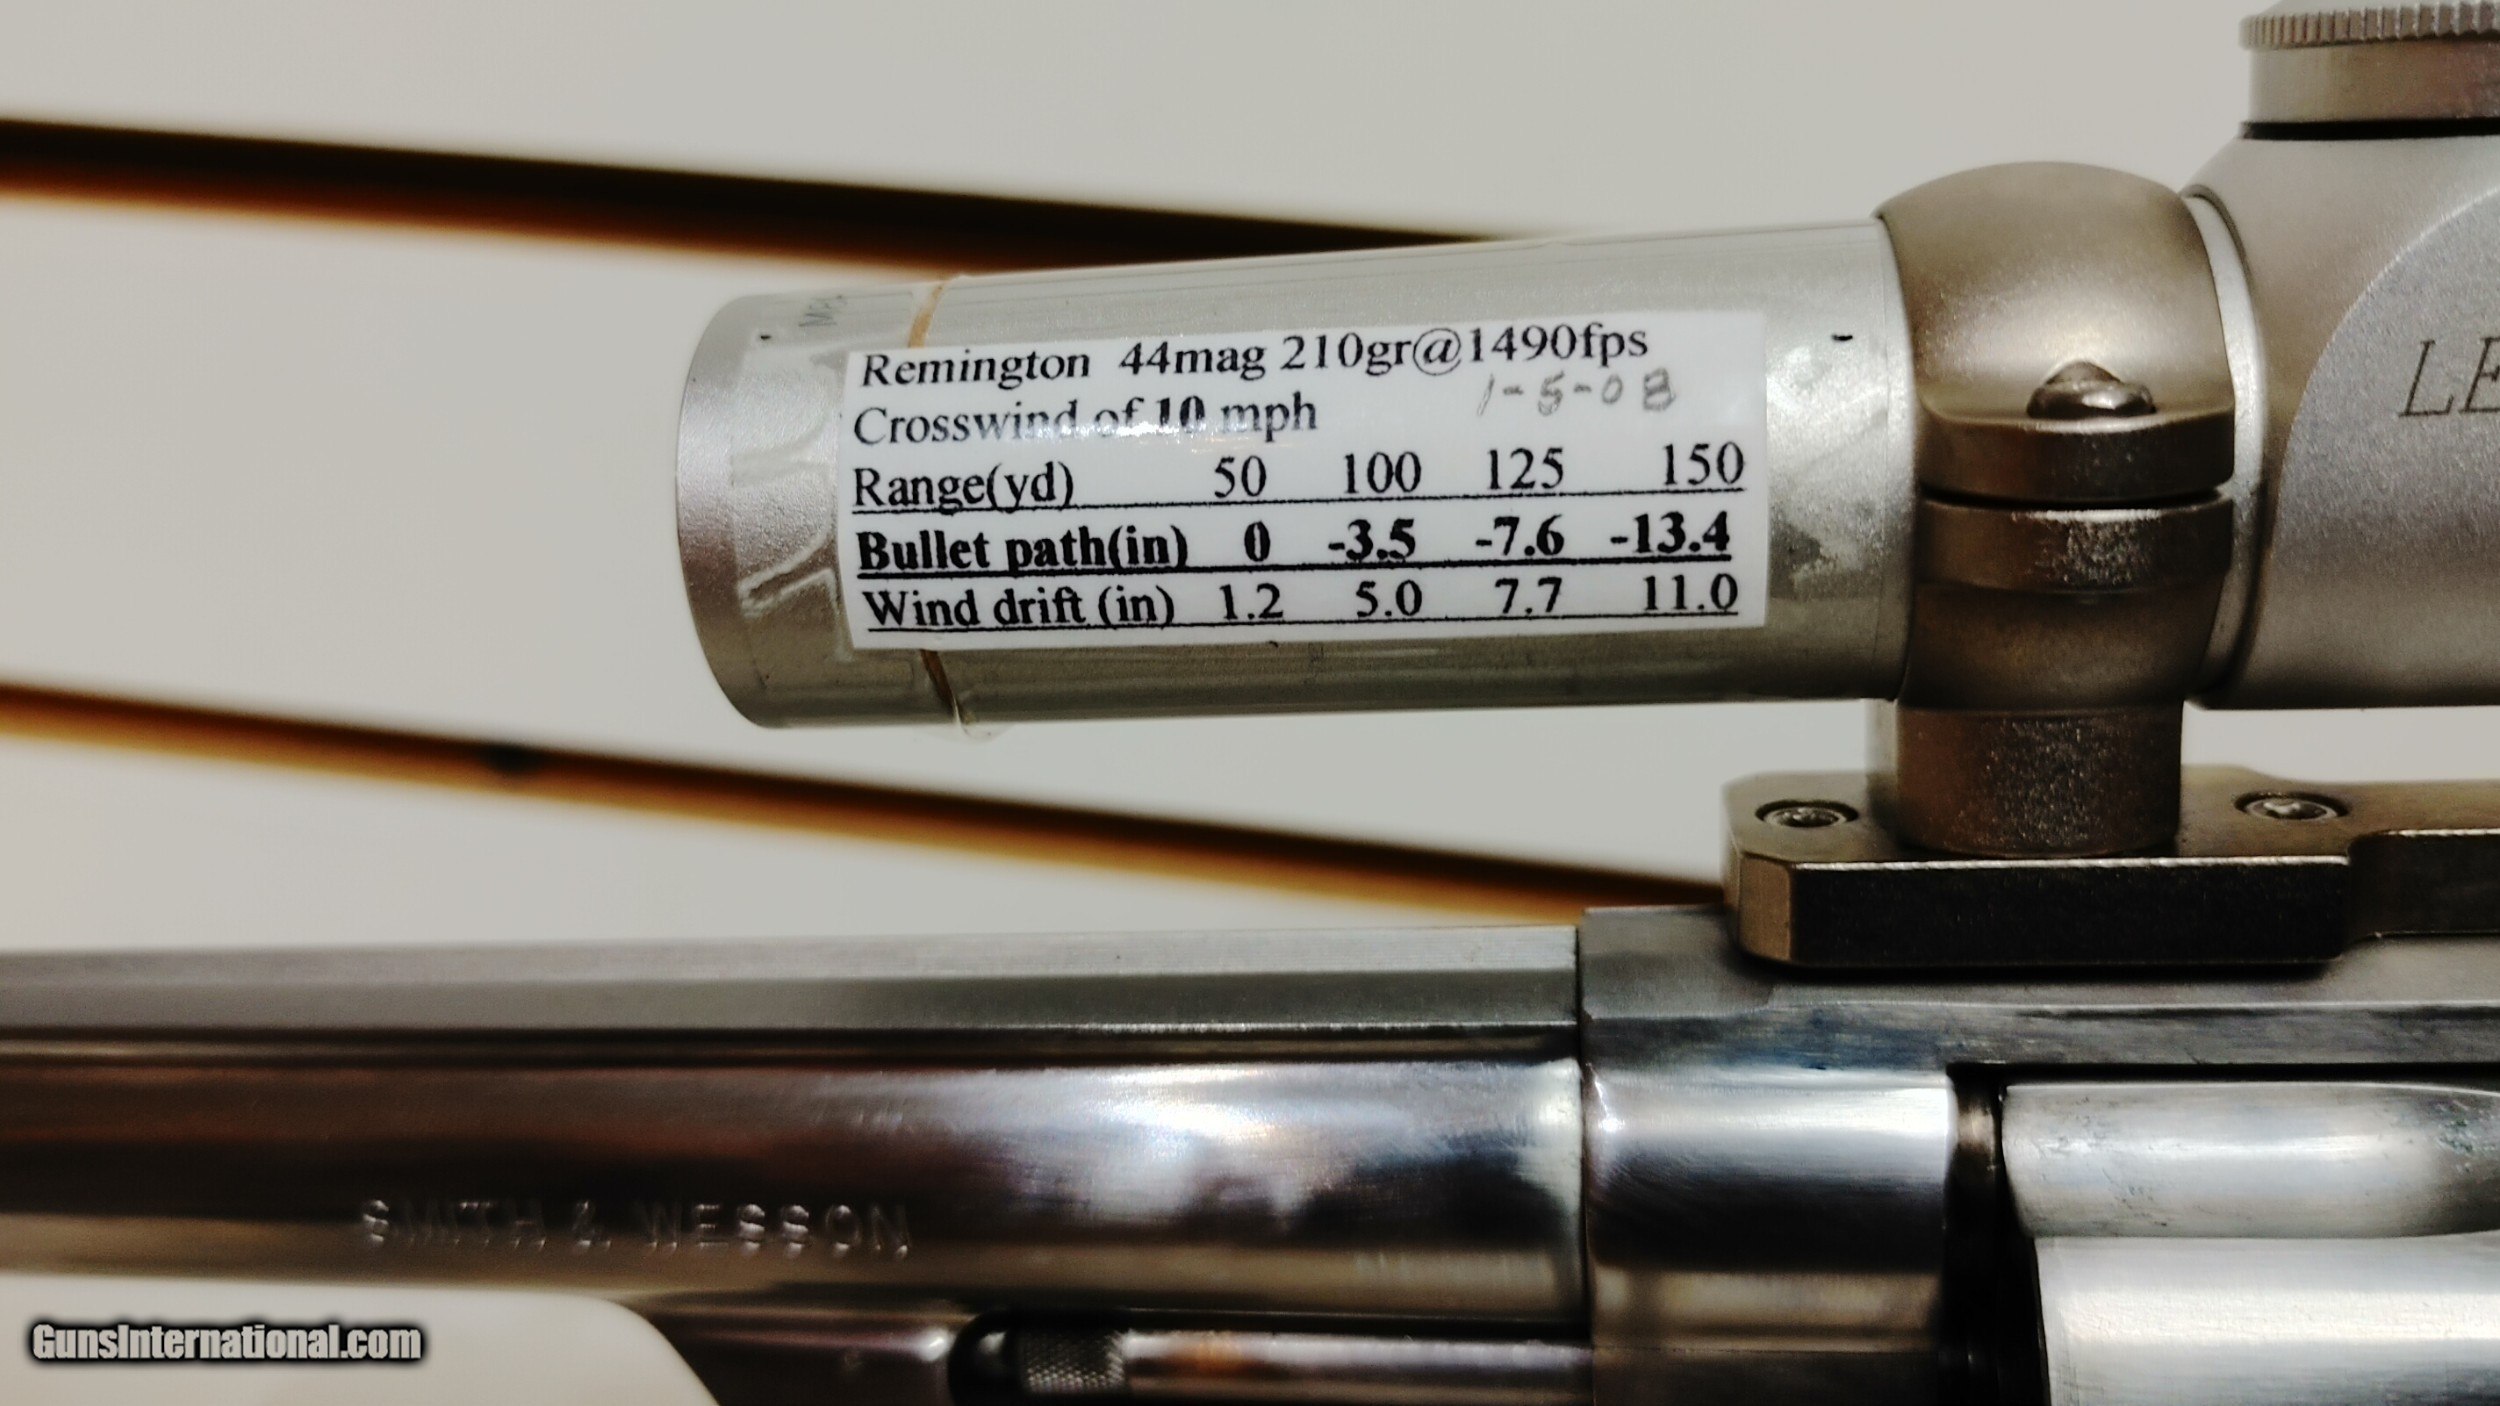 Remington 44mag 210gr@1490fps
Crosswind of 10 mph 1-5-08
Range(yd) 50 100 125 150
Bullet path(in) 0 -3.5 -7.6 -13.4
Wind drift (in) 1.2 5.0 7.7 11.0
LE
SMITH & WESSON
GunsInternational.com